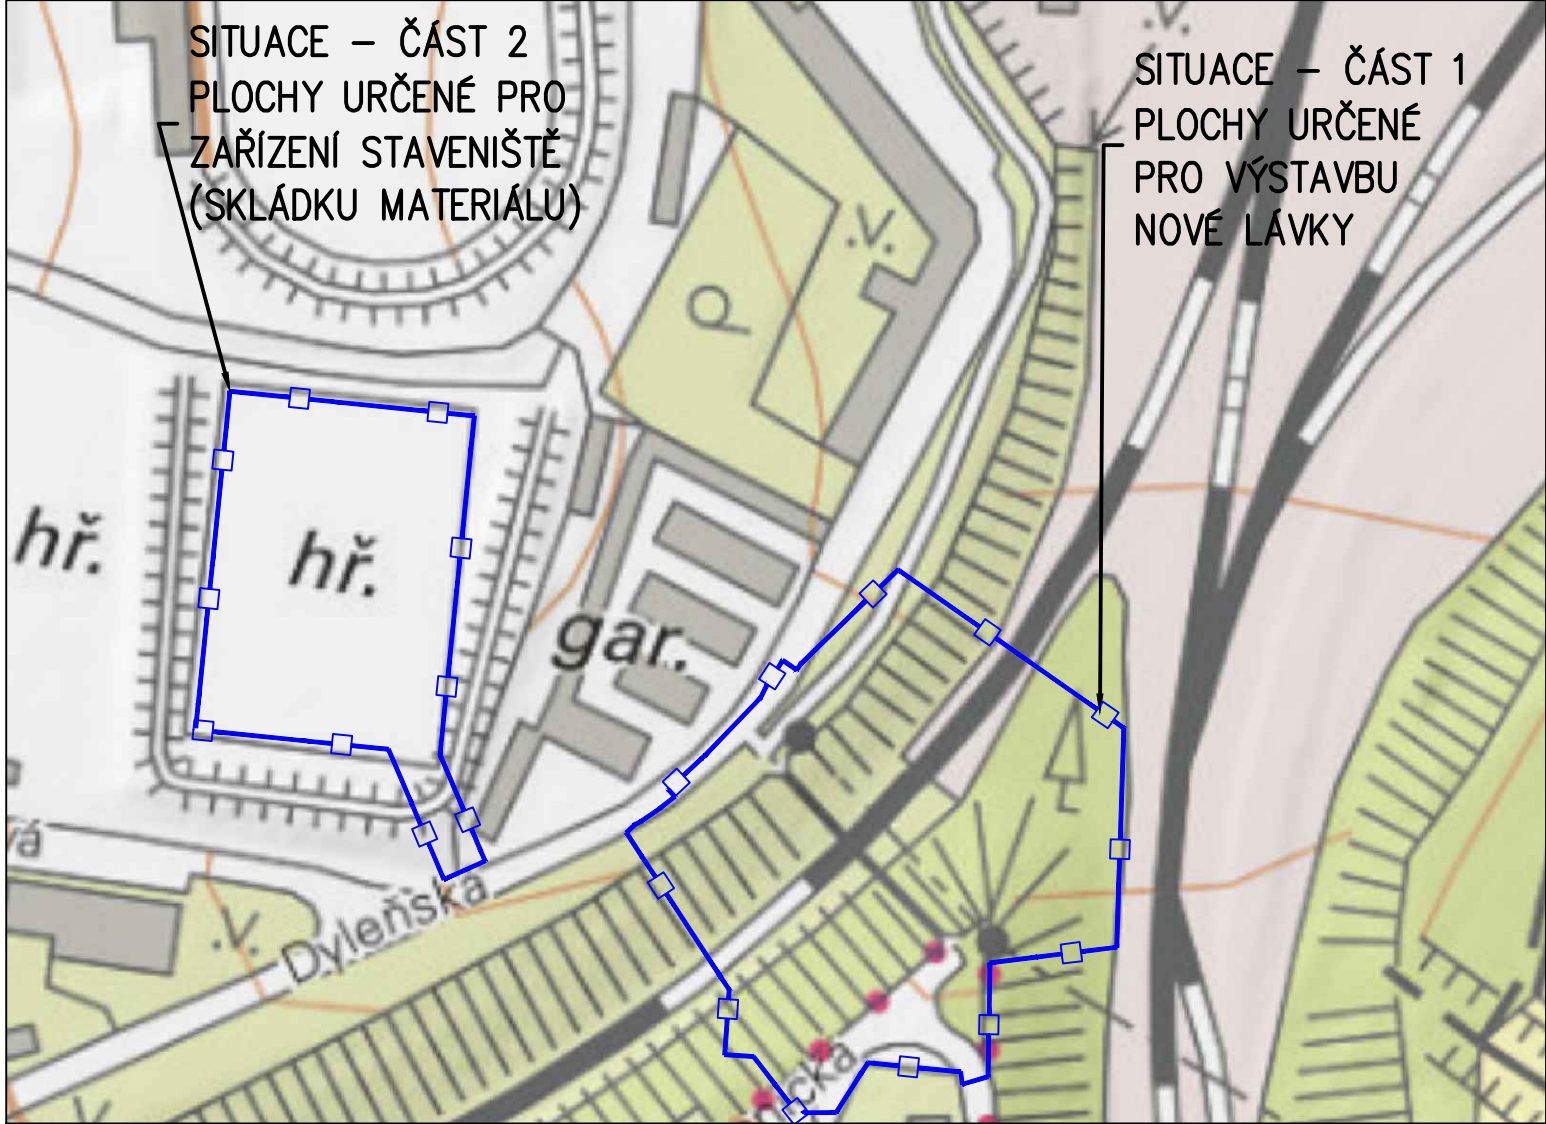 SITUACE – ČÁST 2
PLOCHY URČENÉ PRO
ZAŘÍZENÍ STAVENIŠTĚ
(SKLÁDKU MATERIÁLU)
SITUACE – ČÁST 1
PLOCHY URČENÉ
PRO VÝSTAVBU
NOVÉ LÁVKY
hř.
hř.
gar.
Dyleňská